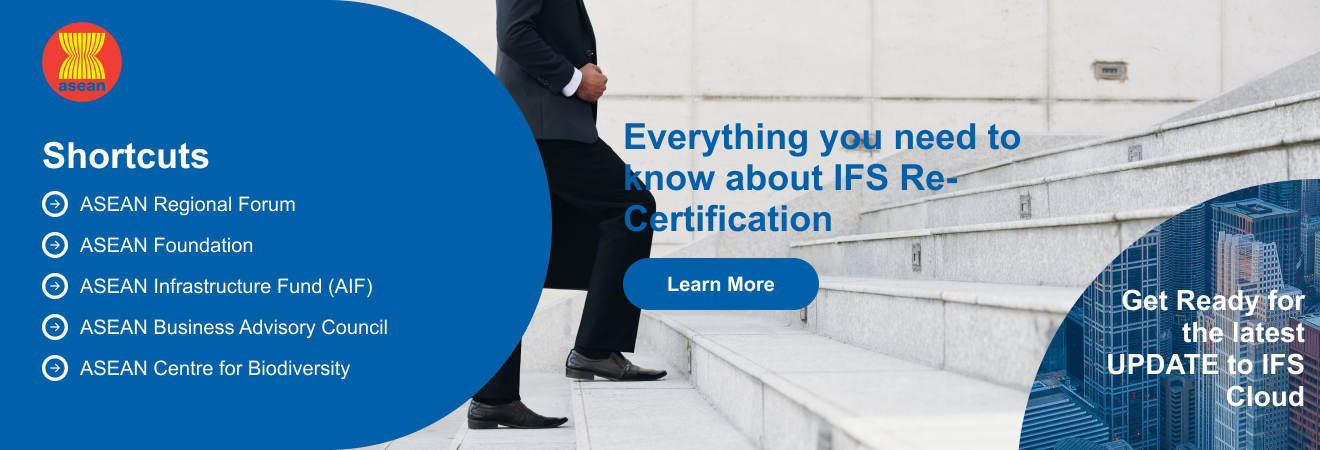 asean
Shortcuts
ASEAN Regional Forum
ASEAN Foundation
ASEAN Infrastructure Fund (AIF)
ASEAN Business Advisory Council
ASEAN Centre for Biodiversity
Everything you need to
know about IFS Re-
Certification
Learn More
Get Ready for
the latest
UPDATE to IFS
Cloud